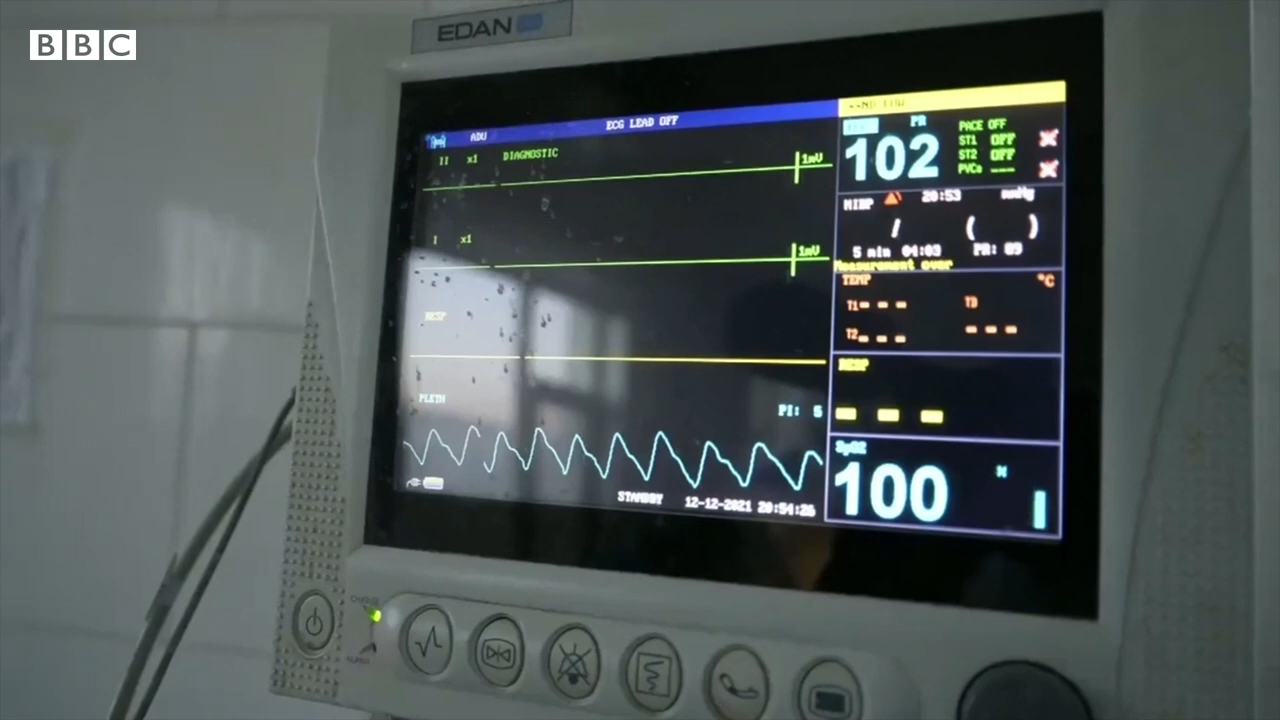 BBC
EDAN
ADU
ECG LEAD OFF
II x1 DIAGNOSTIC
1mV
PR
102
PACE OFF
ST1 OFF
ST2 OFF
PVCs ---
NIBP 20:53 mmHg
/ ( )
5 min 04:03 PR: 89
Measurement over
I x1
1mV
TEMP °C
T1 --- TD
T2 --- ---
RESP
RESP
--- 
PLETH
PI: 5
SpO2
100
STANDBY 12-12-2021 20:54:26